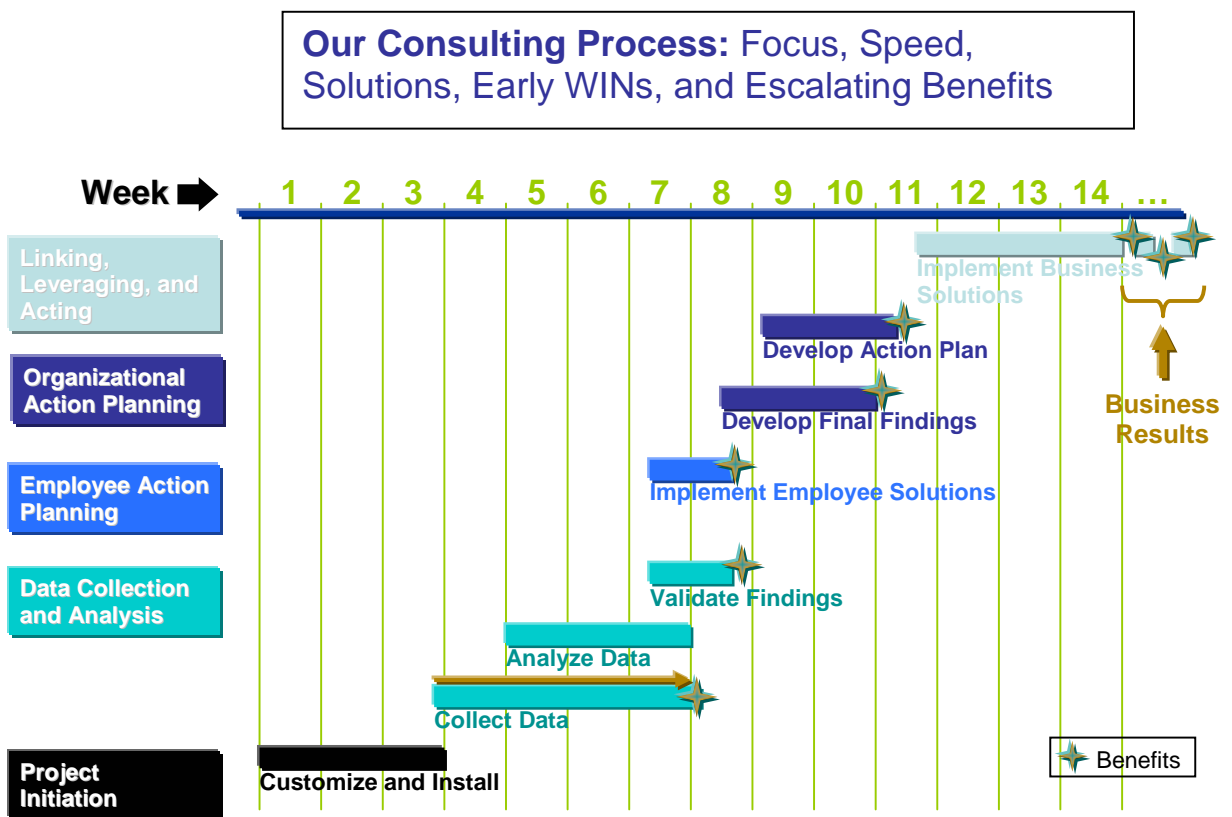 Our Consulting Process: Focus, Speed,
Solutions, Early WINs, and Escalating Benefits
Week
1 2 3 4 5 6 7 8 9 10 11 12 13 14 ...
Linking,
Leveraging, and
Acting
Implement Business
Solutions
Develop Action Plan
Organizational
Action Planning
Develop Final Findings
Business
Results
Employee Action
Planning
Implement Employee Solutions
Data Collection
and Analysis
Validate Findings
Analyze Data
Collect Data
Project
Initiation
Customize and Install
Benefits